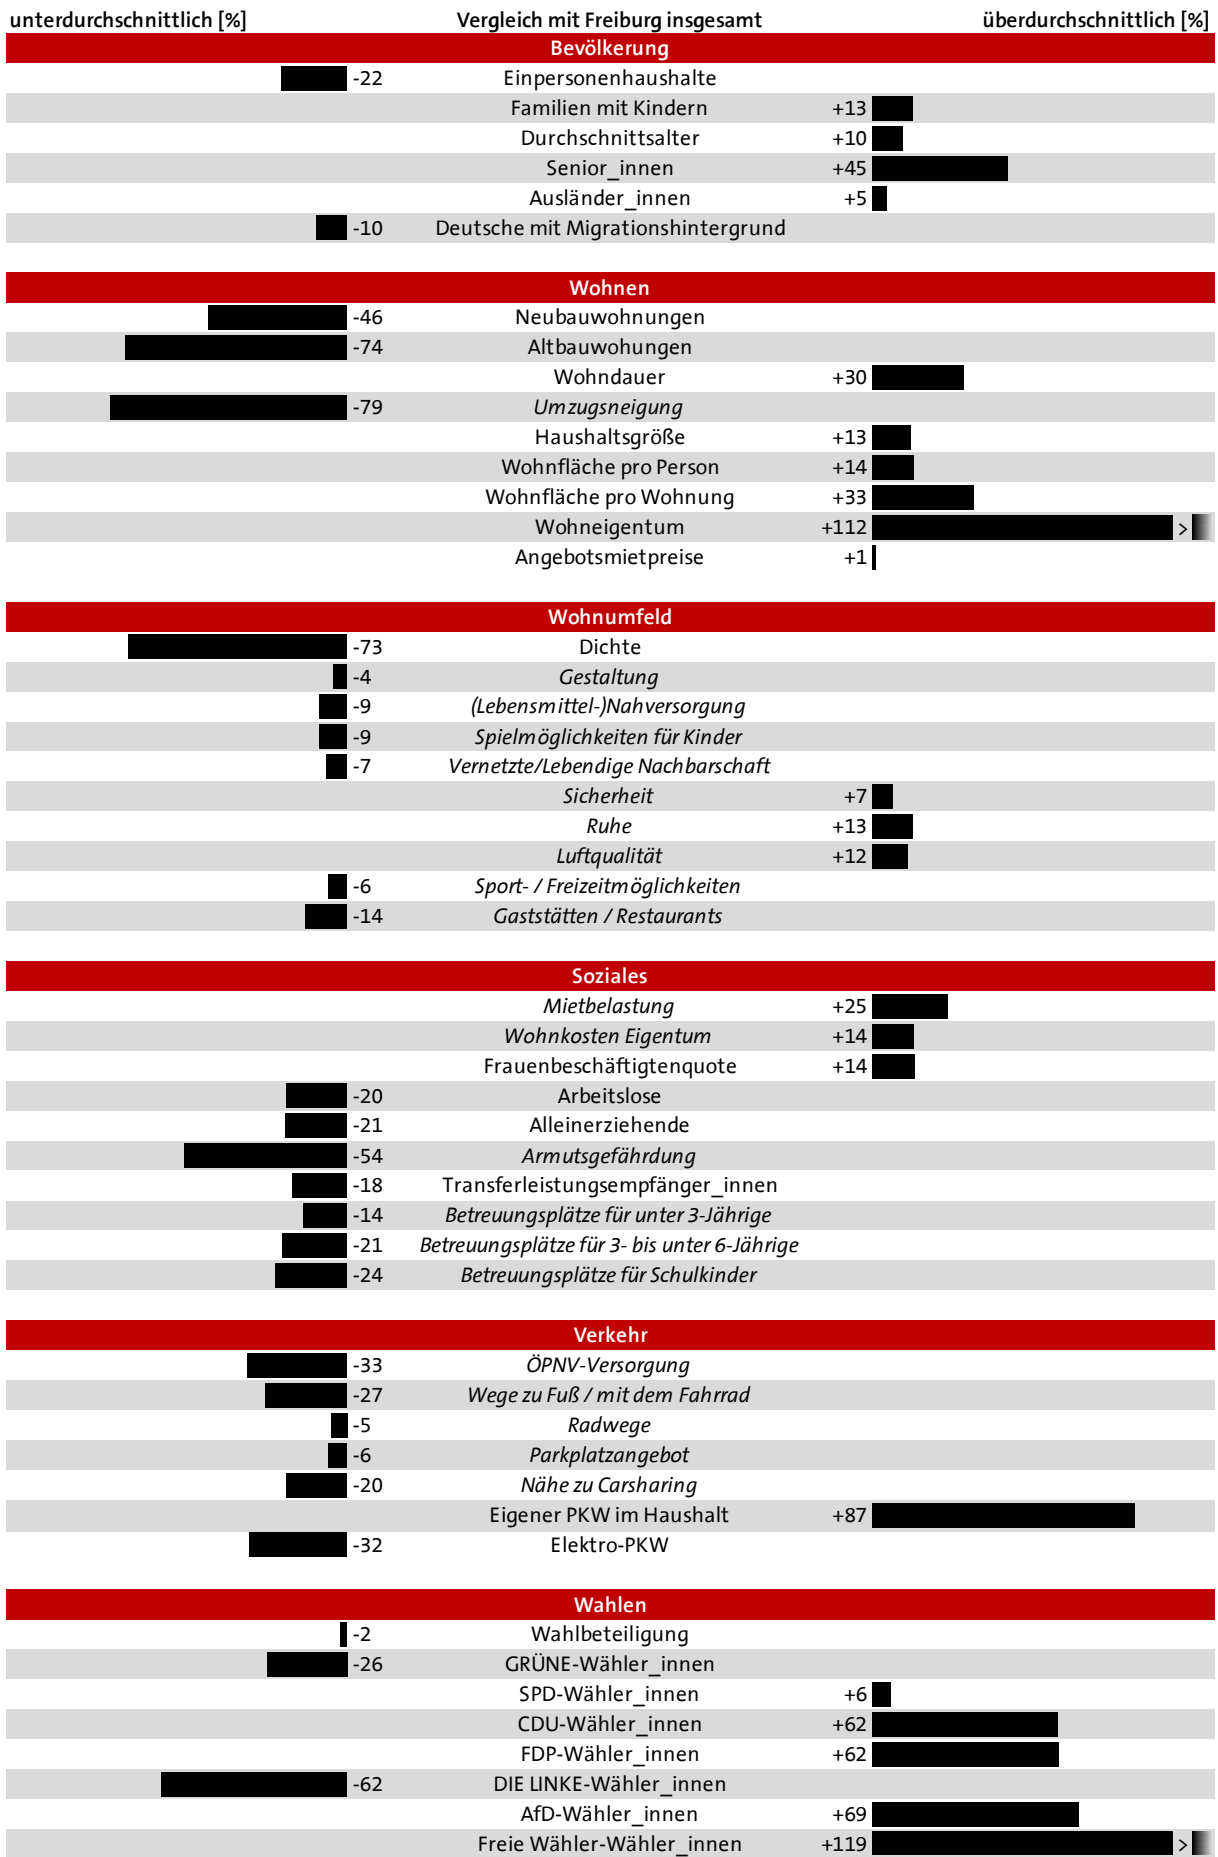 unterdurchschnittlich [%] Vergleich mit Freiburg insgesamt überdurchschnittlich [%]
Bevölkerung
-22 Einpersonenhaushalte
Familien mit Kindern +13
Durchschnittsalter +10
Senior_innen +45
Ausländer_innen +5
-10 Deutsche mit Migrationshintergrund
Wohnen
-46 Neubauwohnungen
-74 Altbauwohungen
Wohndauer +30
-79 Umzugsneigung
Haushaltsgröße +13
Wohnfläche pro Person +14
Wohnfläche pro Wohnung +33
Wohneigentum +112 >
Angebotsmietpreise +1
Wohnumfeld
-73 Dichte
-4 Gestaltung
-9 (Lebensmittel-)Nahversorgung
-9 Spielmöglichkeiten für Kinder
-7 Vernetzte/Lebendige Nachbarschaft
Sicherheit +7
Ruhe +13
Luftqualität +12
-6 Sport- / Freizeitmöglichkeiten
-14 Gaststätten / Restaurants
Soziales
Mietbelastung +25
Wohnkosten Eigentum +14
Frauenbeschäftigtenquote +14
-20 Arbeitslose
-21 Alleinerziehende
-54 Armutsgefährdung
-18 Transferleistungsempfänger_innen
-14 Betreuungsplätze für unter 3-Jährige
-21 Betreuungsplätze für 3- bis unter 6-Jährige
-24 Betreuungsplätze für Schulkinder
Verkehr
-33 ÖPNV-Versorgung
-27 Wege zu Fuß / mit dem Fahrrad
-5 Radwege
-6 Parkplatzangebot
-20 Nähe zu Carsharing
Eigener PKW im Haushalt +87
-32 Elektro-PKW
Wahlen
-2 Wahlbeteiligung
-26 GRÜNE-Wähler_innen
SPD-Wähler_innen +6
CDU-Wähler_innen +62
FDP-Wähler_innen +62
-62 DIE LINKE-Wähler_innen
AfD-Wähler_innen +69
Freie Wähler-Wähler_innen +119 >